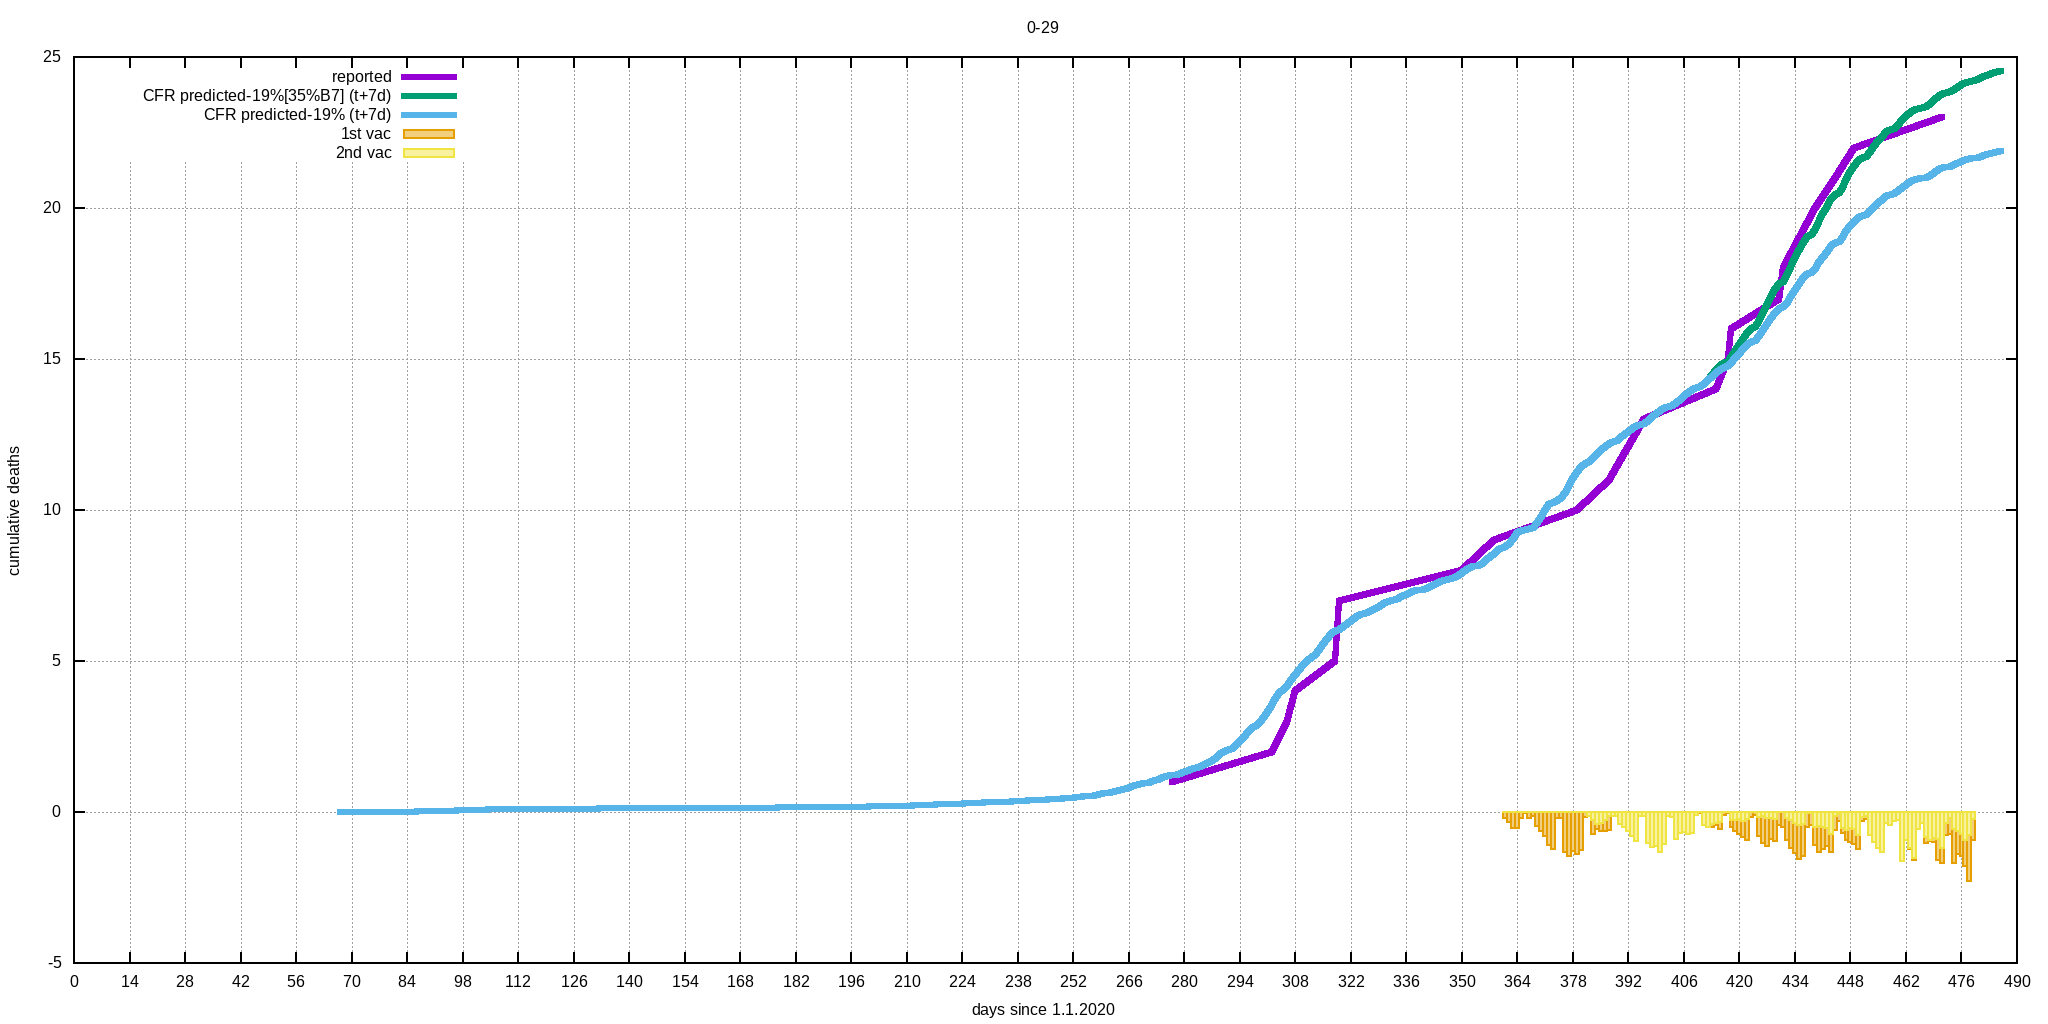 0-29
25
20
15
10
5
0
-5
cumulative deaths
reported
CFR predicted-19%[35%B7] (t+7d)
CFR predicted-19% (t+7d)
1st vac
2nd vac
0 14 28 42 56 70 84 98 112 126 140 154 168 182 196 210 224 238 252 266 280 294 308 322 336 350 364 378 392 406 420 434 448 462 476 490
days since 1.1.2020